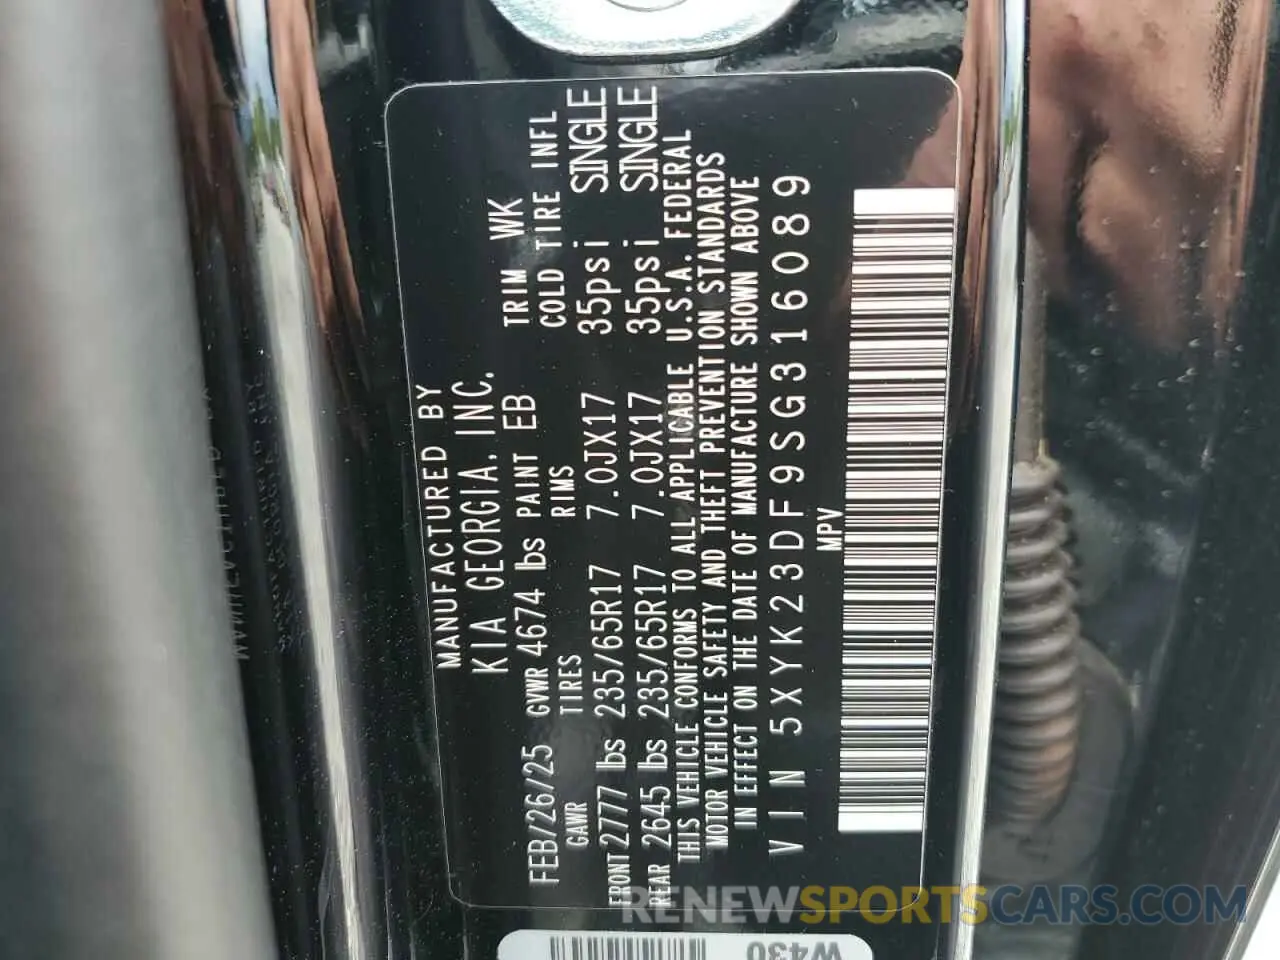 MANUFACTURED BY
KIA GEORGIA, INC.
FEB/26/25 GVWR 4674 lbs PAINT EB TRIM WK
GAWR TIRES RIMS COLD TIRE INFL
FRONT 2777 lbs 235/65R17 7.0JX17 35psi SINGLE
REAR 2645 lbs 235/65R17 7.0JX17 35psi SINGLE
THIS VEHICLE CONFORMS TO ALL APPLICABLE U.S.A. FEDERAL
MOTOR VEHICLE SAFETY AND THEFT PREVENTION STANDARDS
IN EFFECT ON THE DATE OF MANUFACTURE SHOWN ABOVE
VIN 5XYK23DF9SG316089
MPV
W430
RENEWSPORTSCARS.COM